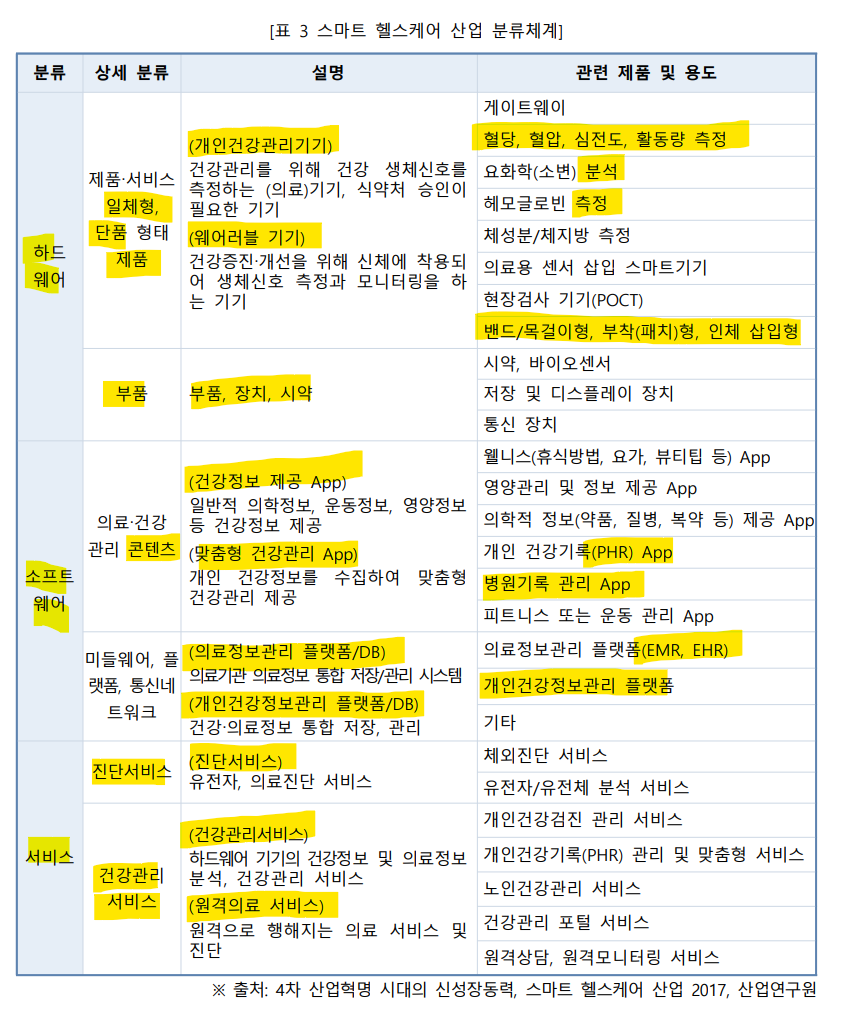 [표 3 스마트 헬스케어 산업 분류체계]
분류 상세 분류 설명 관련 제품 및 용도
하드
웨어
제품·서비스
일체형,
단품 형태
제품
(개인건강관리기기)
건강관리를 위해 건강 생체신호를
측정하는 (의료)기기, 식약처 승인이
필요한 기기
(웨어러블 기기)
건강증진·개선을 위해 신체에 착용되
어 생체신호 측정과 모니터링을 하
는 기기
게이트웨이
혈당, 혈압, 심전도, 활동량 측정
요화학(소변) 분석
헤모글로빈 측정
체성분/체지방 측정
의료용 센서 삽입 스마트기기
현장검사 기기(POCT)
밴드/목걸이형, 부착(패치)형, 인체 삽입형
부품
부품, 장치, 시약
시약, 바이오센서
저장 및 디스플레이 장치
통신 장치
소프트
웨어
의료·건강
관리 콘텐츠
(건강정보 제공 App)
일반적 의학정보, 운동정보, 영양정보
등 건강정보 제공
(맞춤형 건강관리 App)
개인 건강정보를 수집하여 맞춤형
건강관리 제공
웰니스(휴식방법, 요가, 뷰티팁 등) App
영양관리 및 정보 제공 App
의학적 정보(약품, 질병, 복약 등) 제공 App
개인 건강기록(PHR) App
병원기록 관리 App
피트니스 또는 운동 관리 App
미들웨어, 플
랫폼, 통신네
트워크
(의료정보관리 플랫폼/DB)
의료기관 의료정보 통합 저장/관리 시스템
(개인건강정보관리 플랫폼/DB)
건강·의료정보 통합 저장, 관리
의료정보관리 플랫폼(EMR, EHR)
개인건강정보관리 플랫폼
기타
서비스
진단서비스
(진단서비스)
유전자, 의료진단 서비스
체외진단 서비스
유전자/유전체 분석 서비스
건강관리
서비스
(건강관리서비스)
하드웨어 기기의 건강정보 및 의료정보
분석, 건강관리 서비스
(원격의료 서비스)
원격으로 행해지는 의료 서비스 및
진단
개인건강검진 관리 서비스
개인건강기록(PHR) 관리 및 맞춤형 서비스
노인건강관리 서비스
건강관리 포털 서비스
원격상담, 원격모니터링 서비스
※ 출처: 4차 산업혁명 시대의 신성장동력, 스마트 헬스케어 산업 2017, 산업연구원